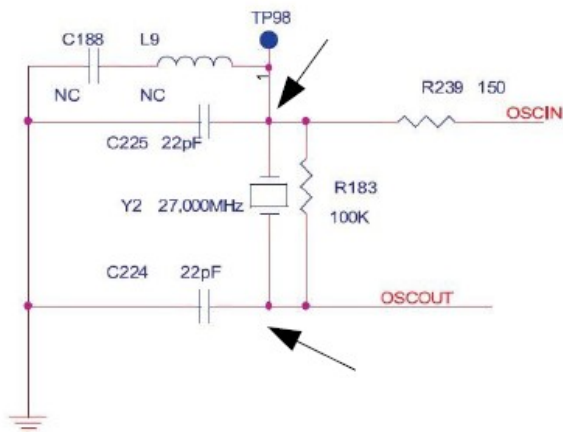 TP98
C188 L9
1
NC NC
R239 150
OSCIN
C225 22pF
R183
Y2 27,000MHz
100K
C224 22pF
OSCOUT